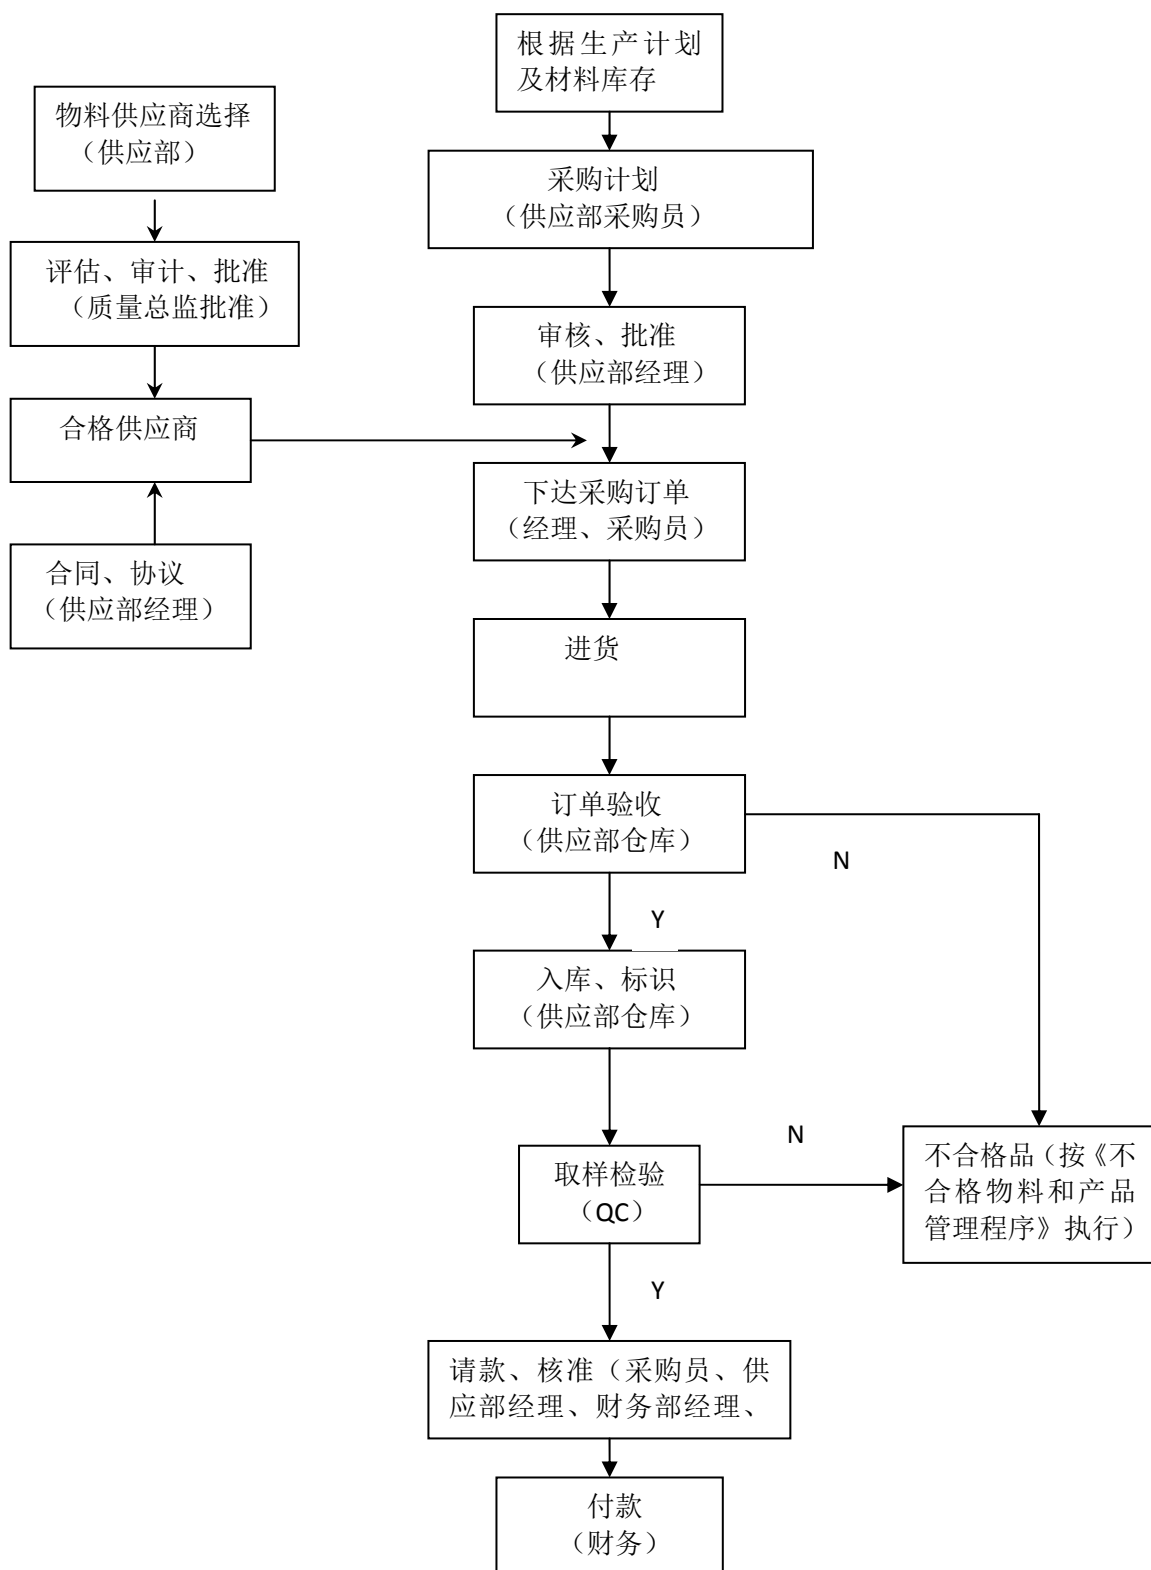 根据生产计划
及材料库存
物料供应商选择
（供应部）
采购计划
（供应部采购员）
评估、审计、批准
（质量总监批准）
审核、批准
（供应部经理）
合格供应商
下达采购订单
（经理、采购员）
合同、协议
（供应部经理）
进货
订单验收
（供应部仓库）
N
Y
入库、标识
（供应部仓库）
N
取样检验
（QC）
不合格品（按《不
合格物料和产品
管理程序》执行）
Y
请款、核准（采购员、供
应部经理、财务部经理、
付款
（财务）